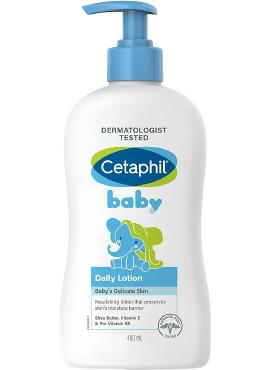 DERMATOLOGIST
TESTED
Cetaphil
baby
Daily Lotion
Baby's Delicate Skin
Nourishing lotion that preserves
skin's moisture barrier
Shea Butter, Vitamin E
& Pro-Vitamin B5
400 mL